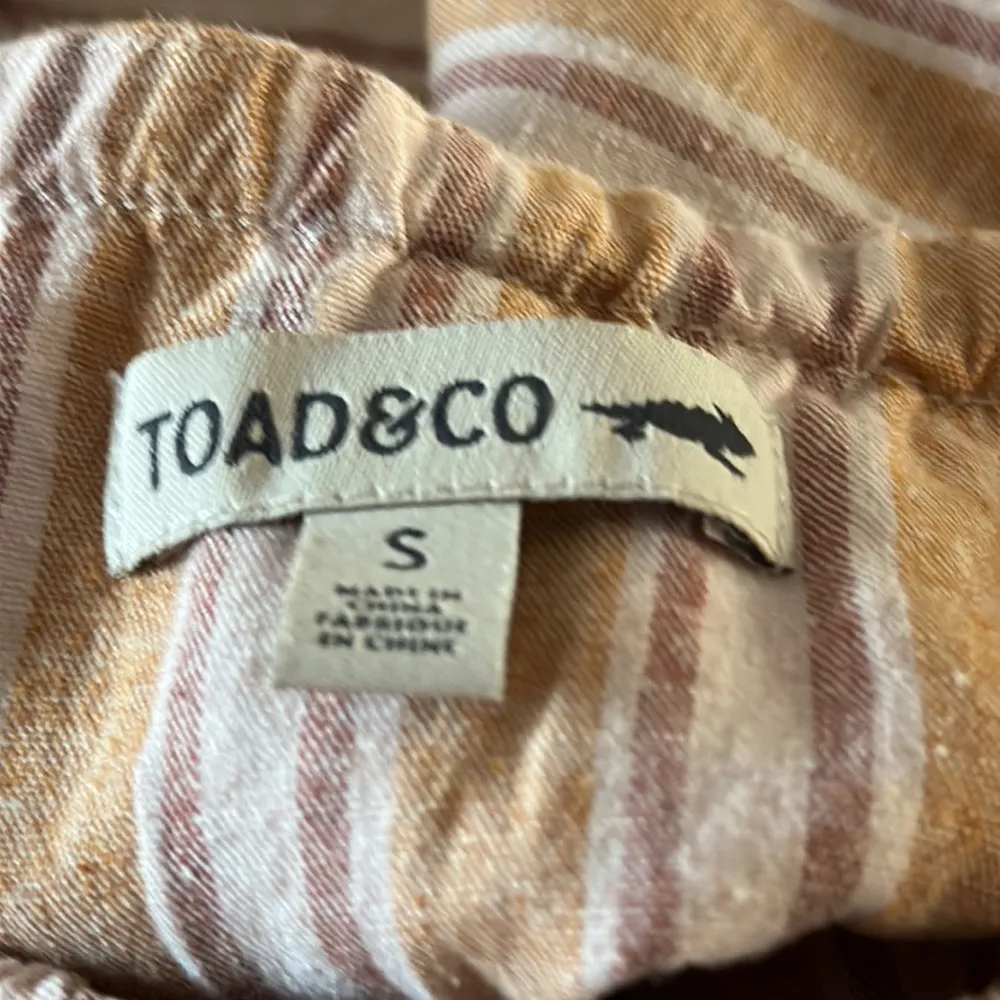 TOAD&CO
S
MADE IN
CHINA
FABRIQUÉ
EN CHINE